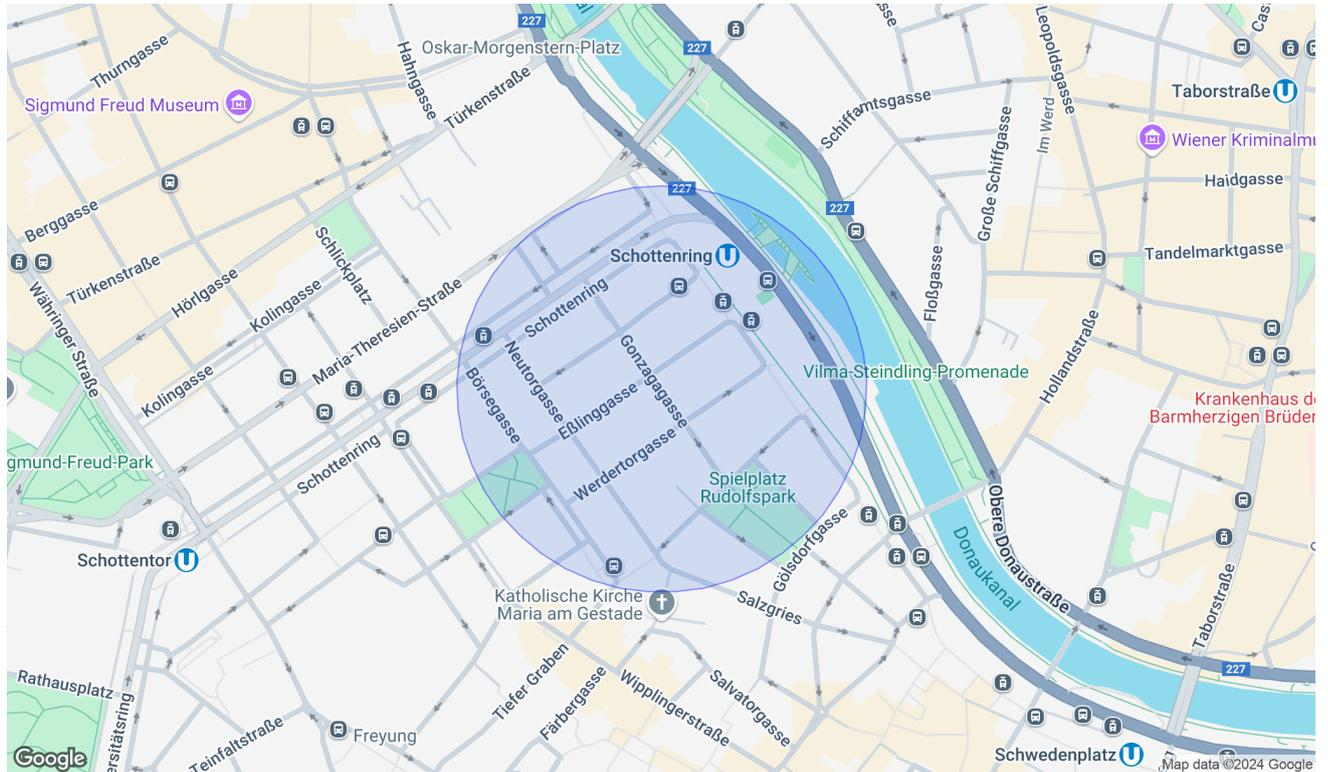 227
Oskar-Morgenstern-Platz
227
Thurngasse
Hahngasse
Türkenstraße
Leopoldsgasse
Sigmund Freud Museum
Schiffamtsgasse
Im Werd
Große Schiffgasse
Taborstraße
Wiener Kriminalmu
Haidgasse
227
227
Berggasse
Schlickplatz
Türkenstraße
Hörlgasse
Kolingasse
Währinger Straße
Schottenring
Tandelmarktgasse
Floßgasse
Maria-Theresien-Straße
Schottenring
Neutorgasse
Gonzagagasse
Hollandstraße
Kolingasse
Börsegasse
Eßlinggasse
Vilma-Steindling-Promenade
Krankenhaus de
Barmherzigen Brüder
gmund-Freud-Park
Schottenring
Werdertorgasse
Spielplatz
Rudolfspark
Obere Donaustraße
Schottentor
Gölsdorfgasse
Donaukanal
Katholische Kirche
Maria am Gestade
Salzgries
Taborstraße
Rathausplatz
ersitätsring
Teinfaltstraße
Freyung
Tiefer Graben
Färbergasse
Wipplingerstraße
Salvatorgasse
227
Schwedenplatz
Google
Map data ©2024 Google